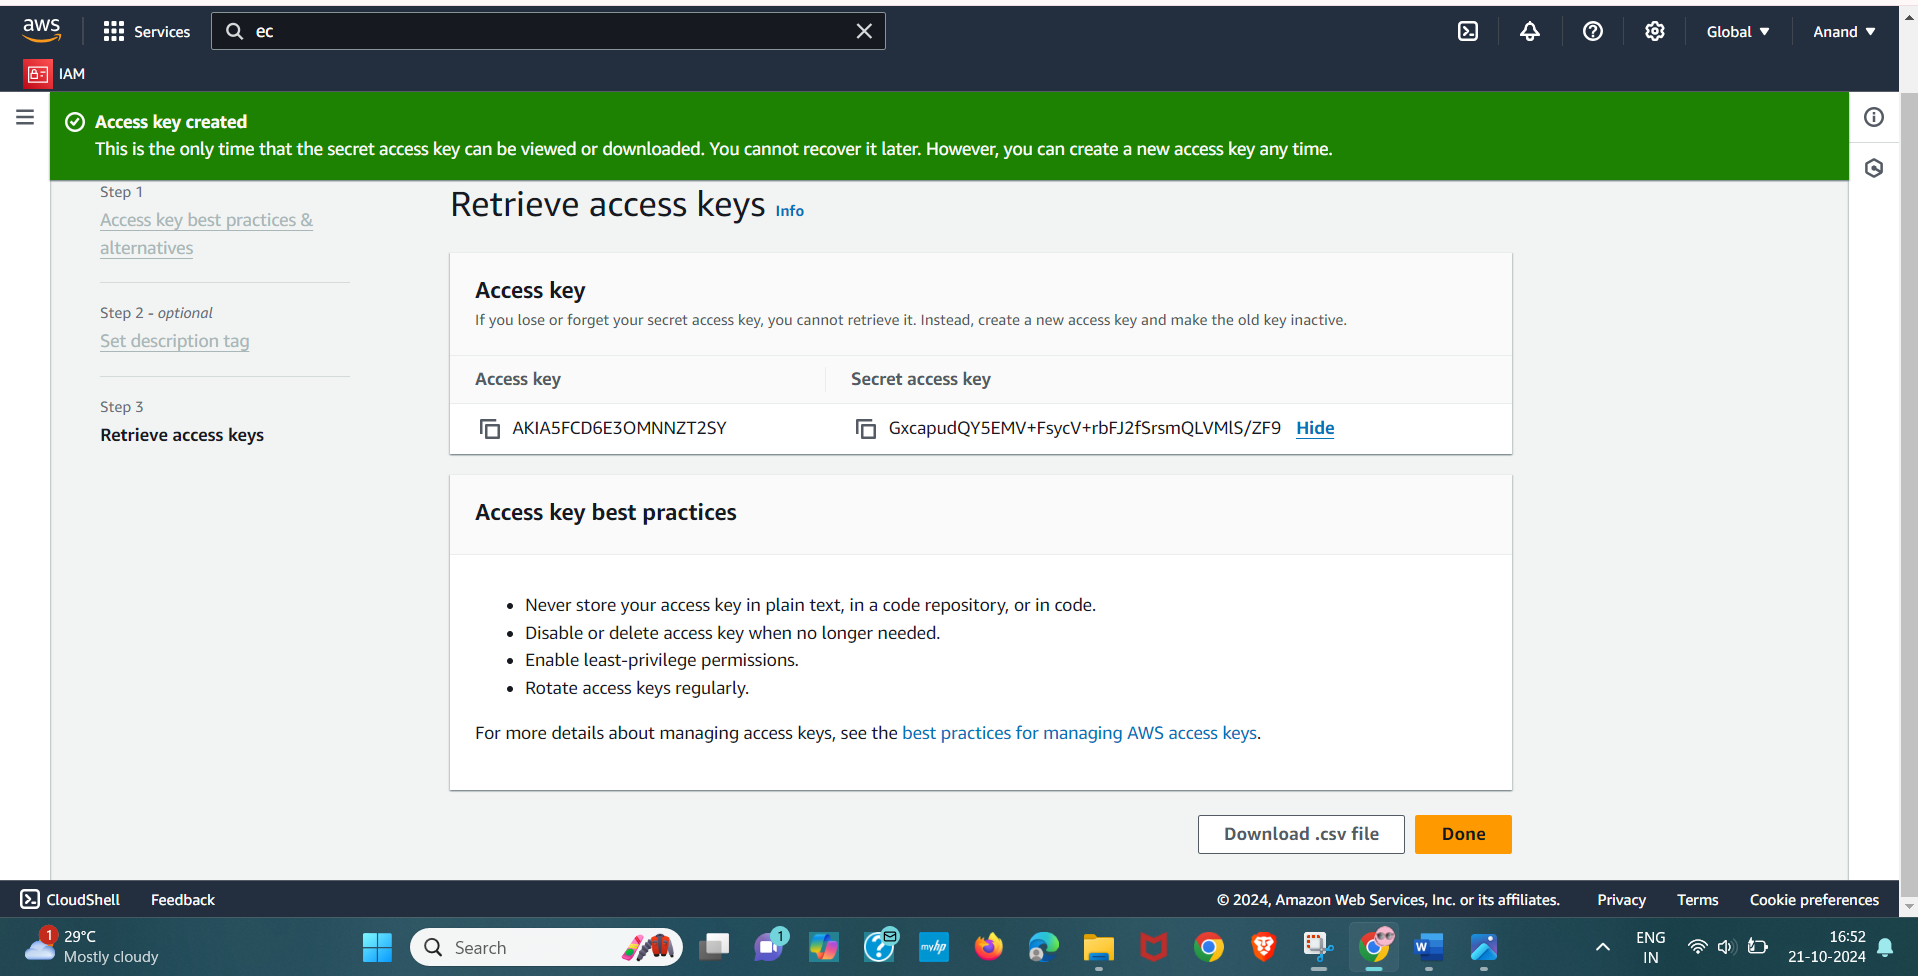 aws
Services
ec
Global
Anand
IAM
Access key created
This is the only time that the secret access key can be viewed or downloaded. You cannot recover it later. However, you can create a new access key any time.
Step 1
Access key best practices &
alternatives
Step 2 - optional
Set description tag
Step 3
Retrieve access keys
Retrieve access keys Info
Access key
If you lose or forget your secret access key, you cannot retrieve it. Instead, create a new access key and make the old key inactive.
Access key
Secret access key
AKIA5FCD6E3OMNNZT2SY
GxcapudQY5EMV+FsycV+rbFJ2fSrsmQLVMlS/ZF9 Hide
Access key best practices
Never store your access key in plain text, in a code repository, or in code.
Disable or delete access key when no longer needed.
Enable least-privilege permissions.
Rotate access keys regularly.
For more details about managing access keys, see the best practices for managing AWS access keys.
Download .csv file
Done
CloudShell
Feedback
© 2024, Amazon Web Services, Inc. or its affiliates.
Privacy
Terms
Cookie preferences
1
29°C
Mostly cloudy
Search
1
myhp
W
ENG
IN
16:52
21-10-2024